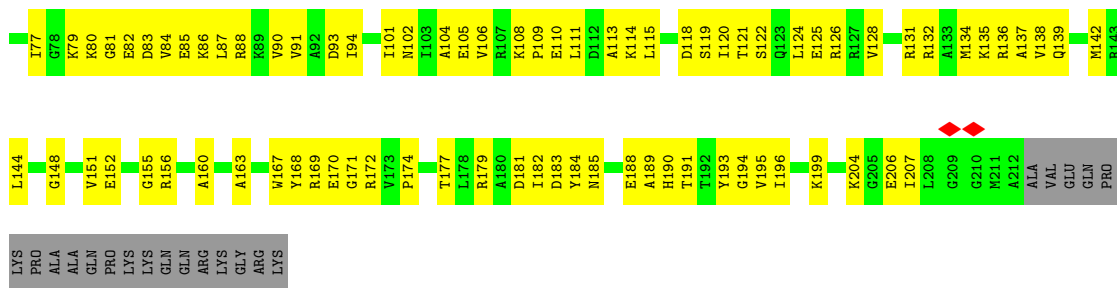 I77 G78 K79 K80 G81 E82 D83 V84 E85 K86 L87 R88 K89 V90 V91 A92 D93 I94 I101 N102 I103 A104 E105 V106 R107 K108 P109 E110 L111 D112 A113 K114 L115 D118 S119 I120 T121 S122 Q123 L124 E125 R126 R127 V128 R131 R132 A133 M134 K135 R136 A137 V138 Q139 M142 R143
L144 G148 V151 E152 G155 R156 A160 A163 W167 Y168 R169 E170 G171 R172 V173 P174 T177 L178 R179 A180 D181 I182 D183 Y184 N185 E188 A189 H190 T191 T192 Y193 G194 V195 I196 K199 K204 G205 E206 I207 L208 G209 G210 M211 A212 ALA VAL GLU GLN PRO
LYS PRO ALA ALA GLN PRO LYS LYS GLN GLN ARG LYS GLY ARG LYS